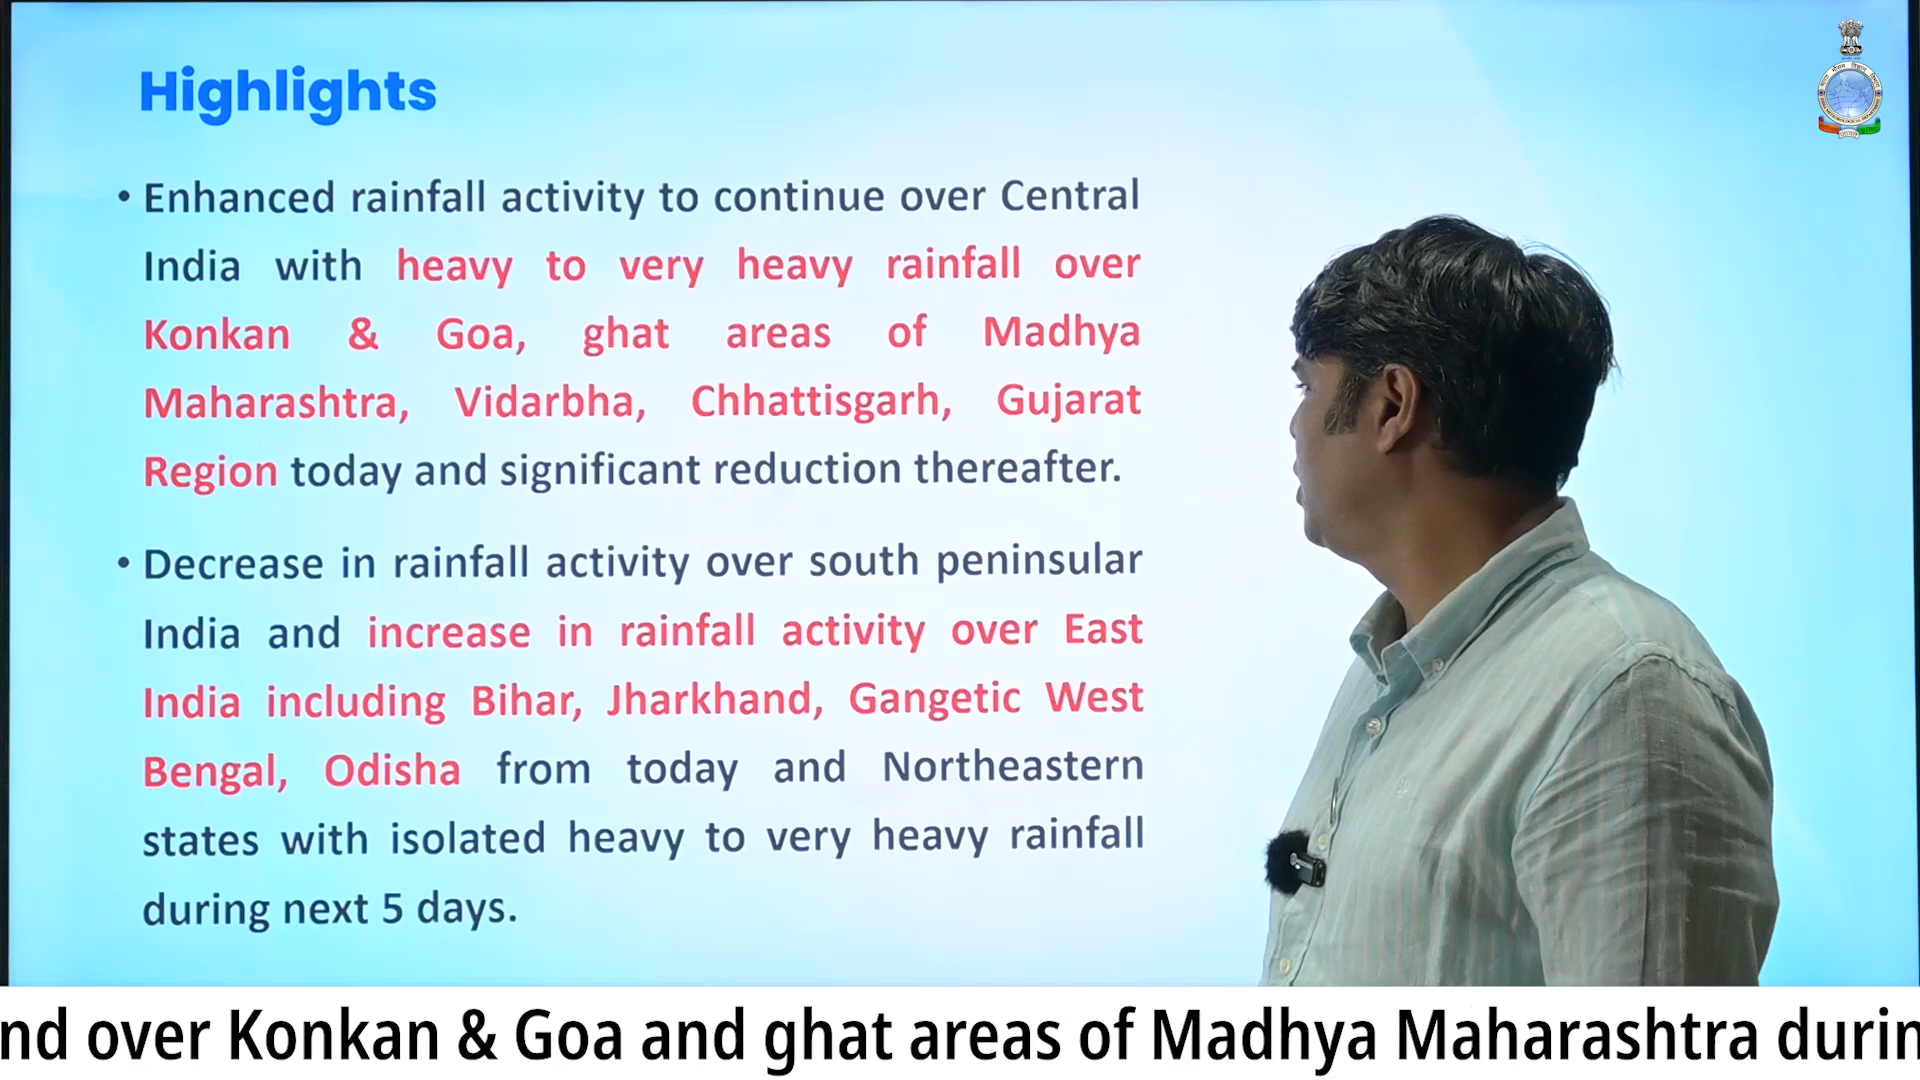 Highlights
• Enhanced rainfall activity to continue over Central
India with heavy to very heavy rainfall over
Konkan & Goa, ghat areas of Madhya
Maharashtra, Vidarbha, Chhattisgarh, Gujarat
Region today and significant reduction thereafter.
• Decrease in rainfall activity over south peninsular
India and increase in rainfall activity over East
India including Bihar, Jharkhand, Gangetic West
Bengal, Odisha from today and Northeastern
states with isolated heavy to very heavy rainfall
during next 5 days.
nd over Konkan & Goa and ghat areas of Madhya Maharashtra durin